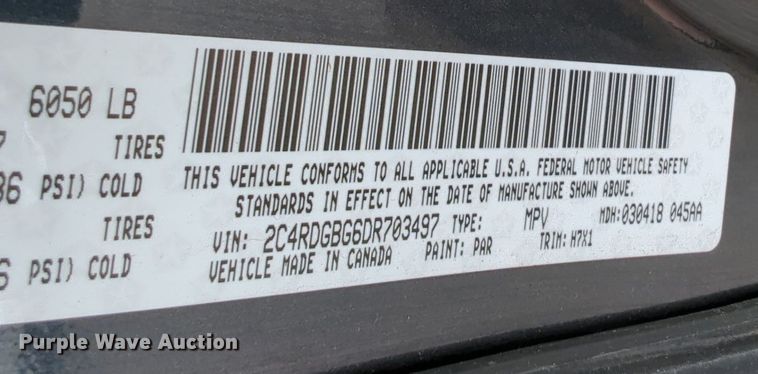 6050 LB
TIRES
PSI) COLD
TIRES
PSI) COLD
THIS VEHICLE CONFORMS TO ALL APPLICABLE U.S.A. FEDERAL MOTOR VEHICLE SAFETY
STANDARDS IN EFFECT ON THE DATE OF MANUFACTURE SHOWN ABOVE.
VIN: 2C4RDGBG6DR703497 TYPE: MPV MDH:030418 045AA
VEHICLE MADE IN CANADA PAINT: PAR TRIM: H7X1
Purple Wave Auction